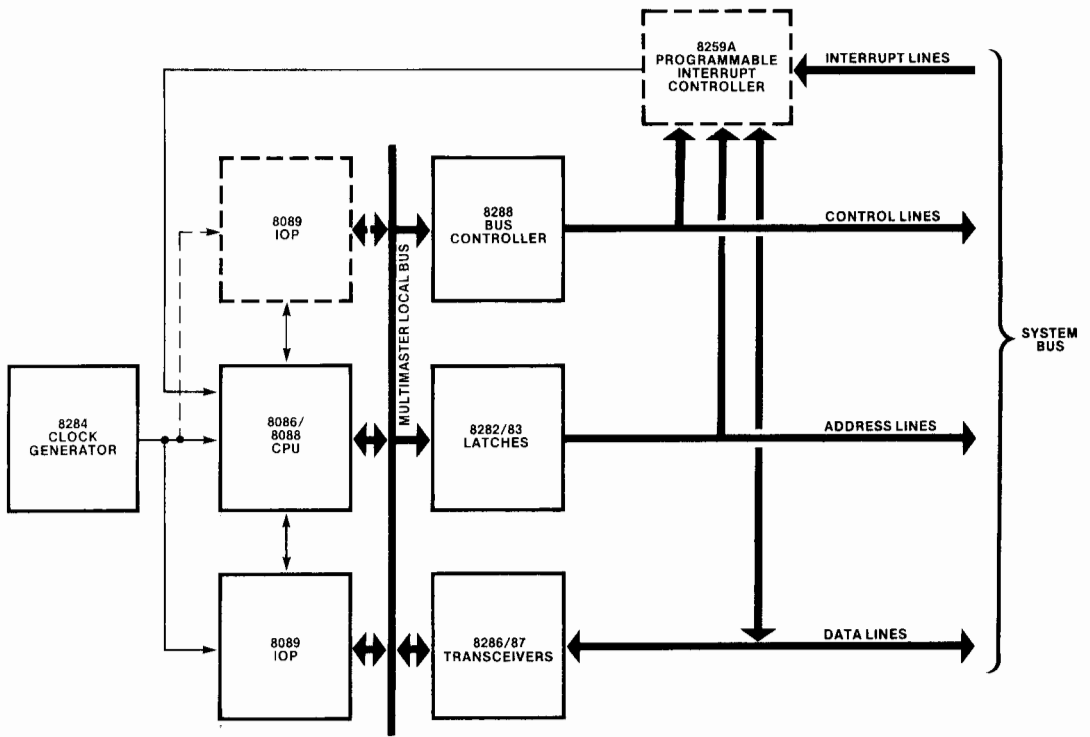 8259A
PROGRAMMABLE
INTERRUPT
CONTROLLER
INTERRUPT LINES
8089
IOP
MULTIMASTER LOCAL BUS
8288
BUS
CONTROLLER
CONTROL LINES
SYSTEM
BUS
8284
CLOCK
GENERATOR
8086/
8088
CPU
8282/83
LATCHES
ADDRESS LINES
8089
IOP
8286/87
TRANSCEIVERS
DATA LINES